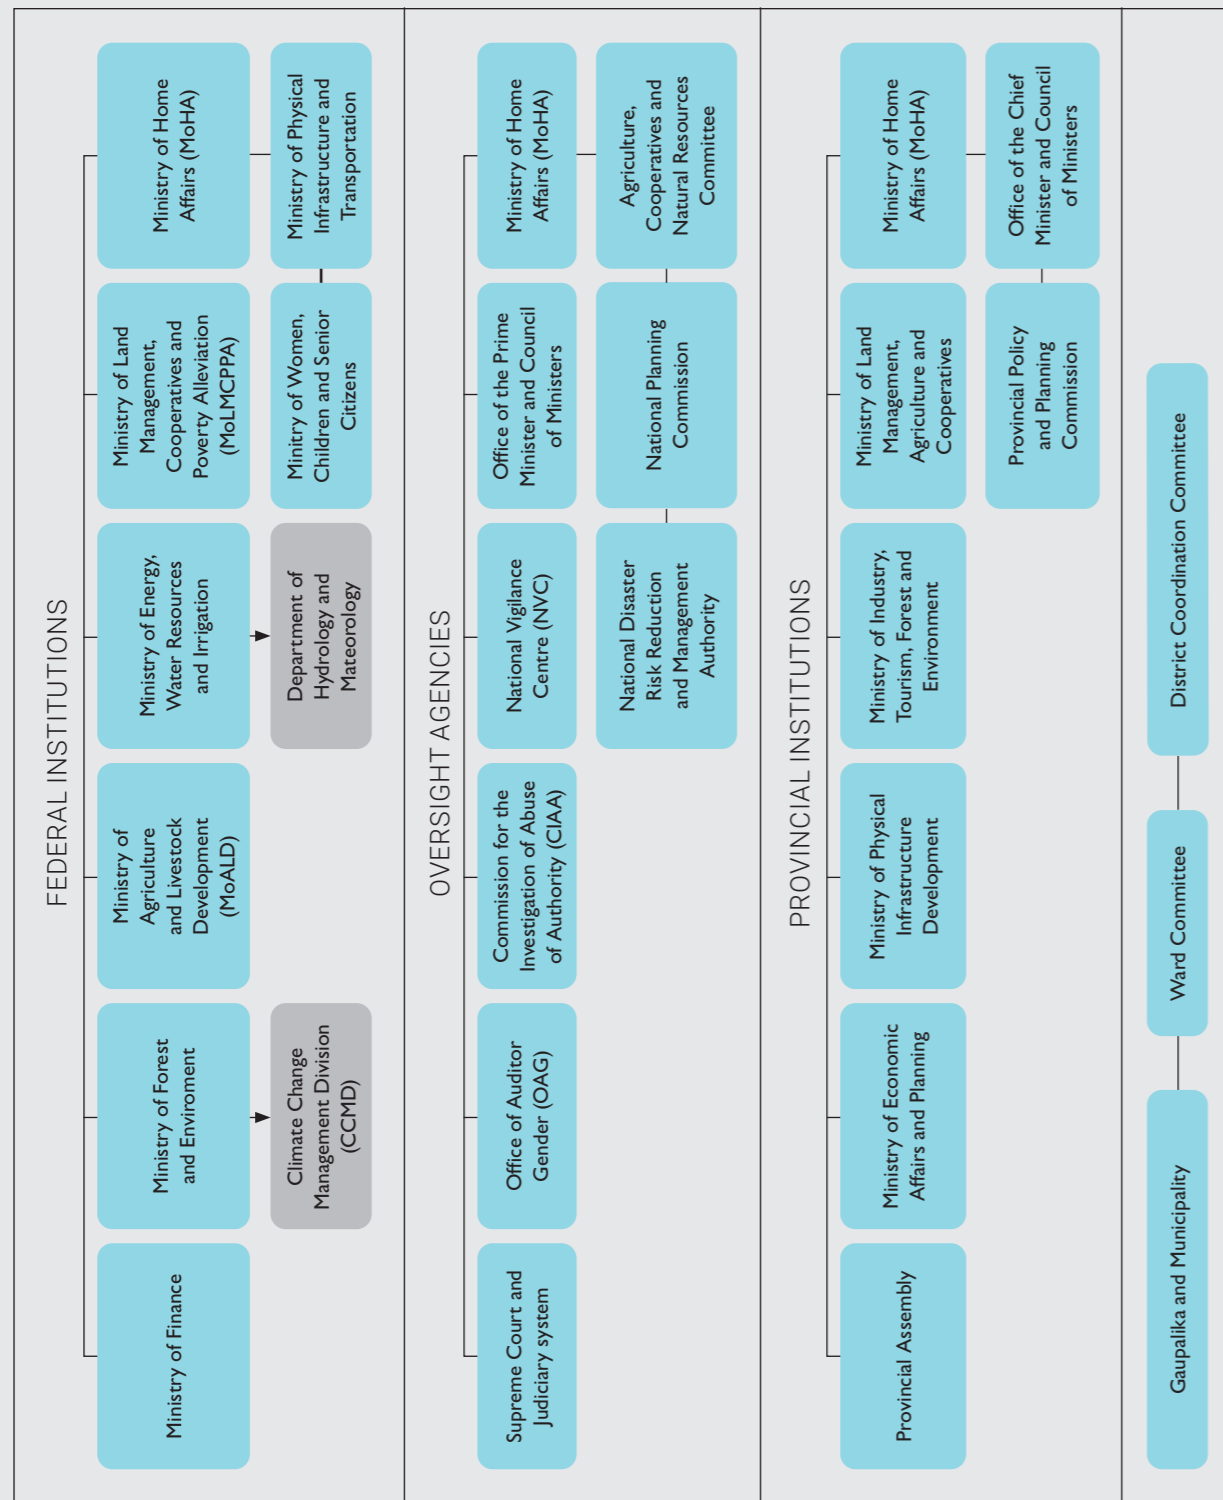 FEDERAL INSTITUTIONS
Ministry of Finance
Ministry of Forest
and Enviroment
Ministry of
Agriculture
and Livestock
Development
(MoALD)
Ministry of Energy,
Water Resources
and Irrigation
Ministry of Land
Management,
Cooperatives and
Poverty Alleviation
(MoLMCPPA)
Ministry of Home
Affairs (MoHA)
Climate Change
Management Division
(CCMD)
Department of
Hydrology and
Mateorology
Minitry of Women,
Children and Senior
Citizens
Ministry of Physical
Infrastructure and
Transportation
OVERSIGHT AGENCIES
Supreme Court and
Judiciary system
Office of Auditor
Gender (OAG)
Commission for the
Investigation of Abuse
of Authority (CIAA)
National Vigilance
Centre (NVC)
Office of the Prime
Minister and Council
of Ministers
Ministry of Home
Affairs (MoHA)
National Disaster
Risk Reduction
and Management
Authority
National Planning
Commission
Agriculture,
Cooperatives and
Natural Resources
Committee
PROVINCIAL INSTITUTIONS
Provincial Assembly
Ministry of Economic
Affairs and Planning
Ministry of Physical
Infrastructure
Development
Ministry of Industry,
Tourism, Forest and
Environment
Ministry of Land
Management,
Agriculture and
Cooperatives
Ministry of Home
Affairs (MoHA)
Provincial Policy
and Planning
Commission
Office of the Chief
Minister and Council
of Ministers
Gaupalika and Municipality
Ward Committee
District Coordination Committee